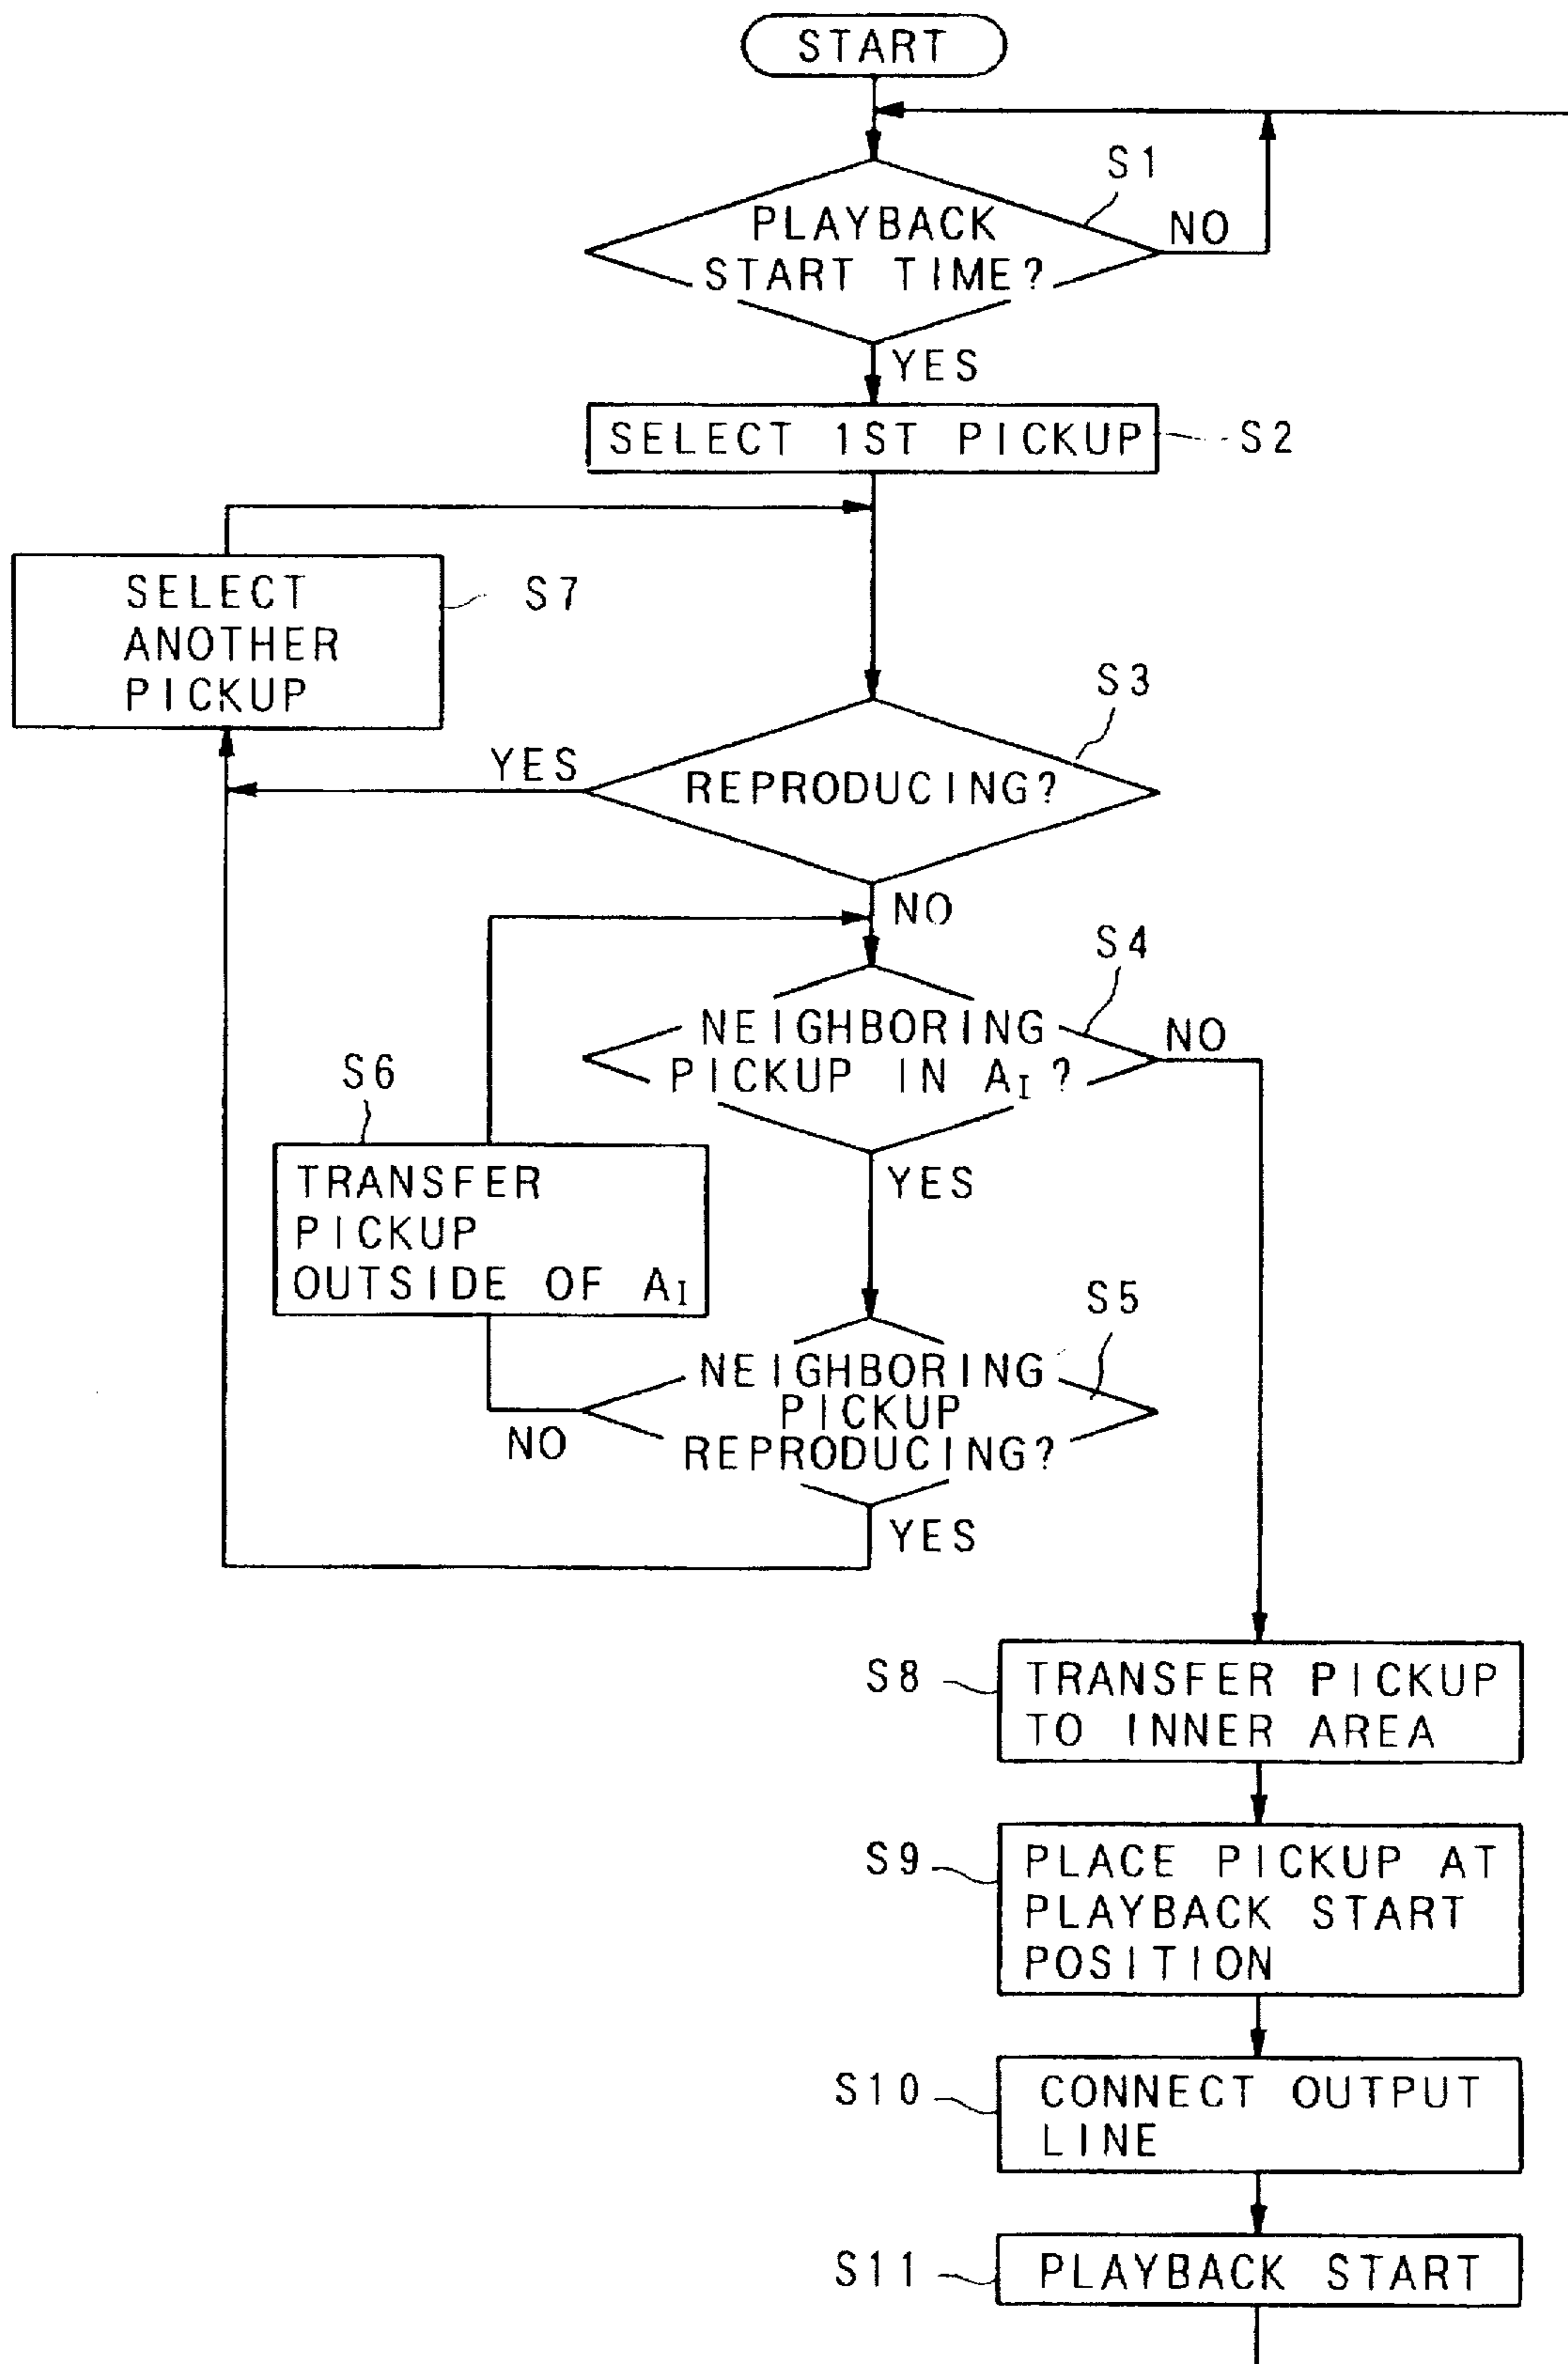 START
S1
PLAYBACK
START TIME?
NO
YES
SELECT 1ST PICKUP
S2
SELECT
ANOTHER
PICKUP
S7
S3
YES
REPRODUCING?
NO
S4
NEIGHBORING
PICKUP IN AI ?
NO
S6
TRANSFER
PICKUP
OUTSIDE OF AI
YES
S5
NEIGHBORING
PICKUP
REPRODUCING?
NO
YES
S8
TRANSFER PICKUP
TO INNER AREA
S9
PLACE PICKUP AT
PLAYBACK START
POSITION
S10
CONNECT OUTPUT
LINE
S11
PLAYBACK START